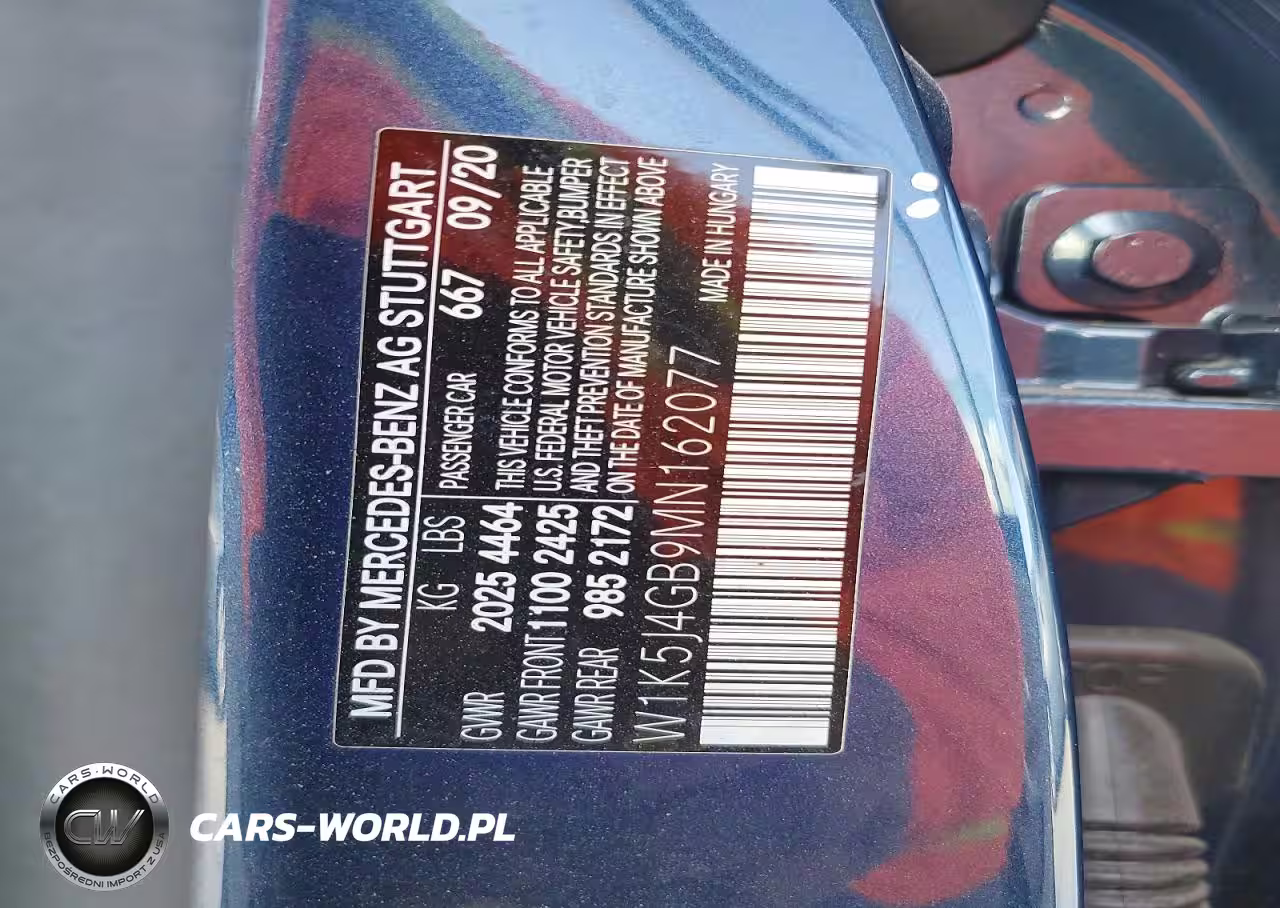 MFD BY MERCEDES-BENZ AG STUTTGART
KG LBS PASSENGER CAR 667 09/20
GVWR 2025 4464 THIS VEHICLE CONFORMS TO ALL APPLICABLE
GAWR FRONT 1100 2425 U.S. FEDERAL MOTOR VEHICLE SAFETY,BUMPER
GAWR REAR 985 2172 AND THEFT PREVENTION STANDARDS IN EFFECT
ON THE DATE OF MANUFACTURE SHOWN ABOVE
W1K5J4GB9MN162077 MADE IN HUNGARY
CARS-WORLD
CW
BEZPOŚREDNI IMPORT Z USA
CARS-WORLD.PL